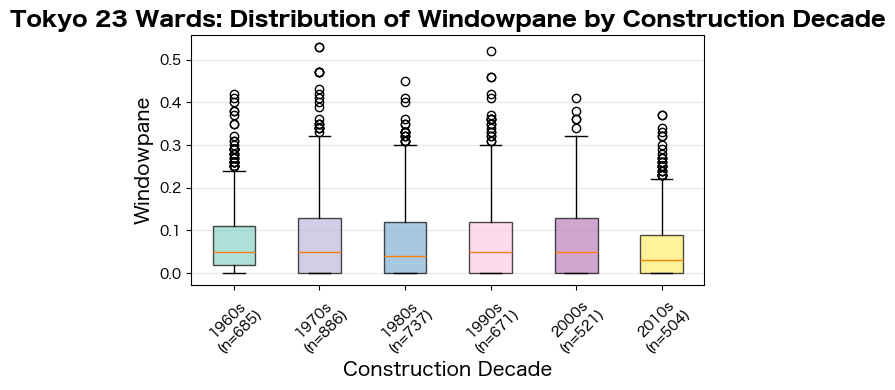 Tokyo 23 Wards: Distribution of Windowpane by Construction Decade
Windowpane
0.5
0.4
0.3
0.2
0.1
0.0
1960s
(n=685)
1970s
(n=886)
1980s
(n=737)
1990s
(n=671)
2000s
(n=521)
2010s
(n=504)
Construction Decade